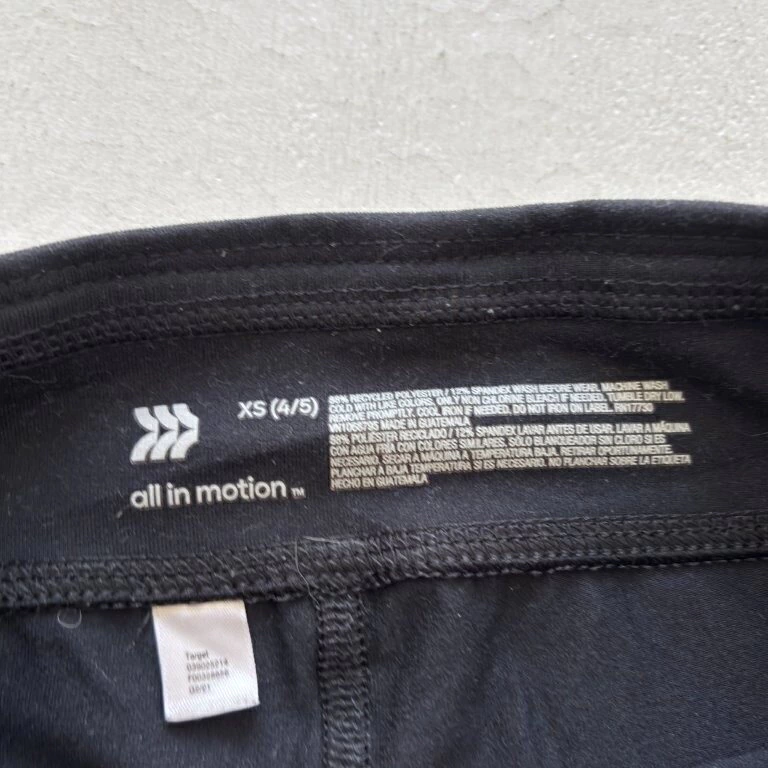 XS (4/5)
all in motion TM
88% RECYCLED POLYESTER / 12% SPANDEX WASH BEFORE WEAR. MACHINE WASH
COLD WITH LIKE COLORS. ONLY NON CHLORINE BLEACH IF NEEDED. TUMBLE DRY LOW.
REMOVE PROMPTLY. COOL IRON IF NEEDED. DO NOT IRON ON LABEL.
MADE IN GUATEMALA
88% POLIESTER RECICLADO / 12% SPANDEX LAVAR ANTES DE USAR. LAVAR A MÁQUINA
CON AGUA FRIA CON COLORES SIMILARES. SÓLO BLANQUEADOR SIN CLORO SI ES
NECESARIO. SECAR A MÁQUINA A TEMPERATURA BAJA. RETIRAR OPORTUNAMENTE.
PLANCHAR A BAJA TEMPERATURA SI ES NECESARIO. NO PLANCHAR SOBRE LA ETIQUETA
HECHO EN GUATEMALA
Target